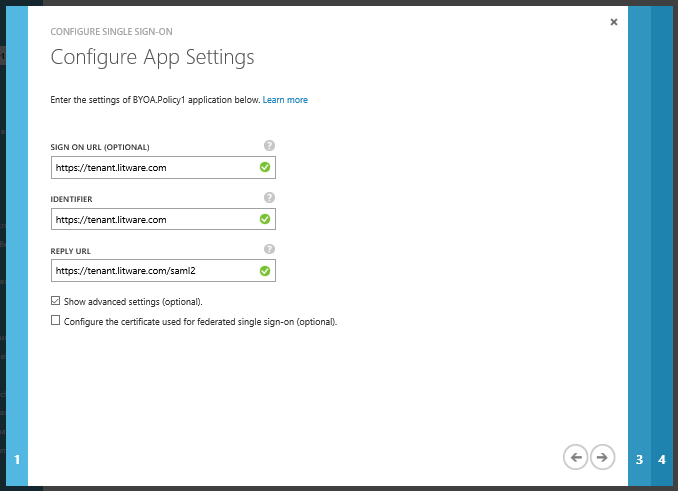 CONFIGURE SINGLE SIGN-ON
Configure App Settings
Enter the settings of BYOA.Policy1 application below. Learn more
SIGN ON URL (OPTIONAL)
?
https://tenant.litware.com
IDENTIFIER
?
https://tenant.litware.com
REPLY URL
?
https://tenant.litware.com/saml2
Show advanced settings (optional).
Configure the certificate used for federated single sign-on (optional).
1
3
4